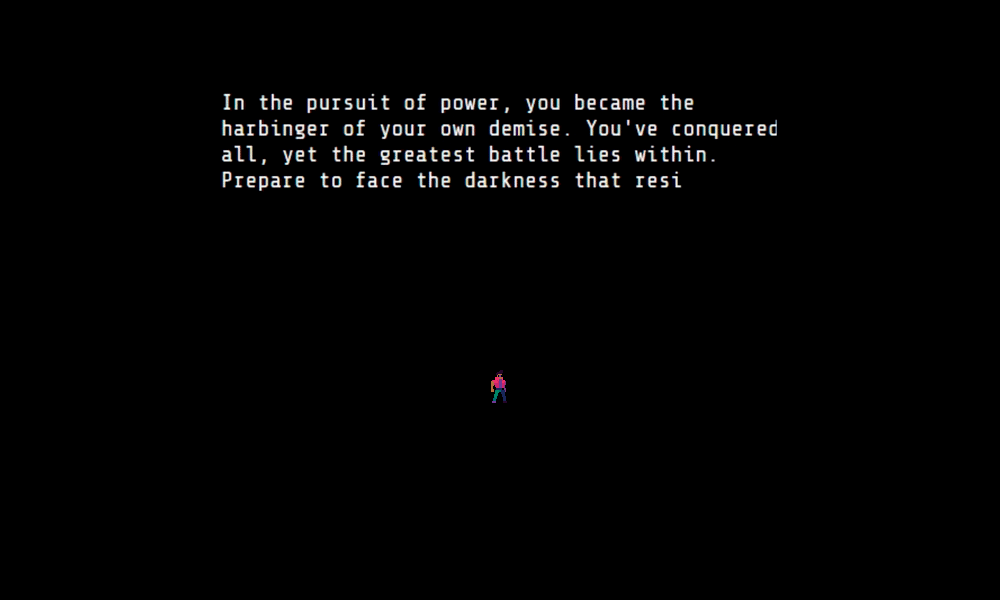 In the pursuit of power, you became the
harbinger of your own demise. You've conquered
all, yet the greatest battle lies within.
Prepare to face the darkness that resi